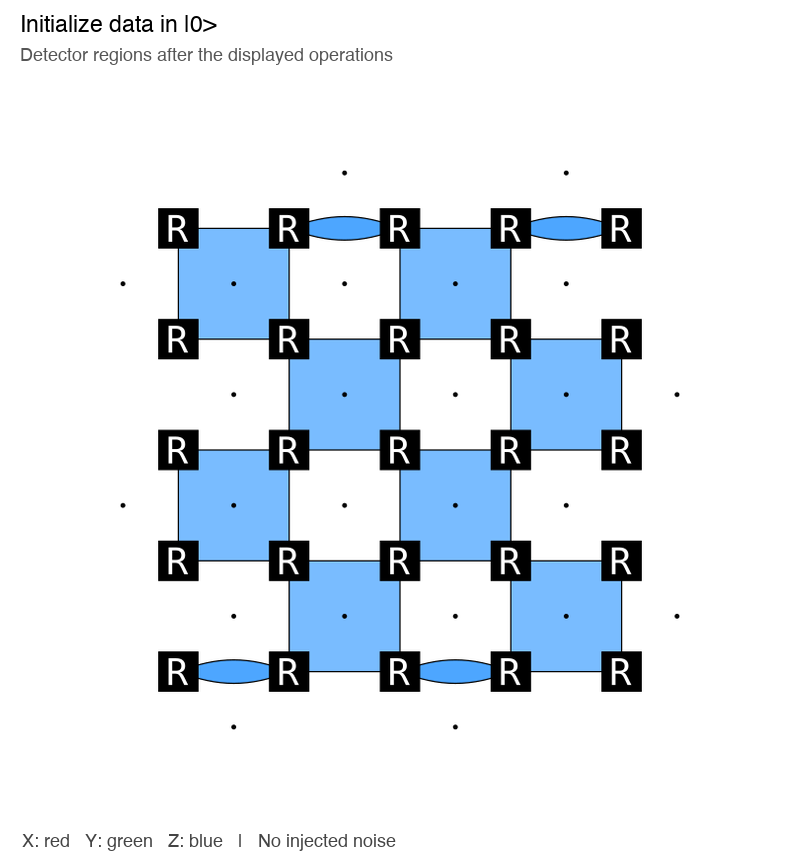 Initialize data in |0>
Detector regions after the displayed operations
R R R R R
R R R R R
R R R R R
R R R R R
R R R R R
X: red Y: green Z: blue | No injected noise